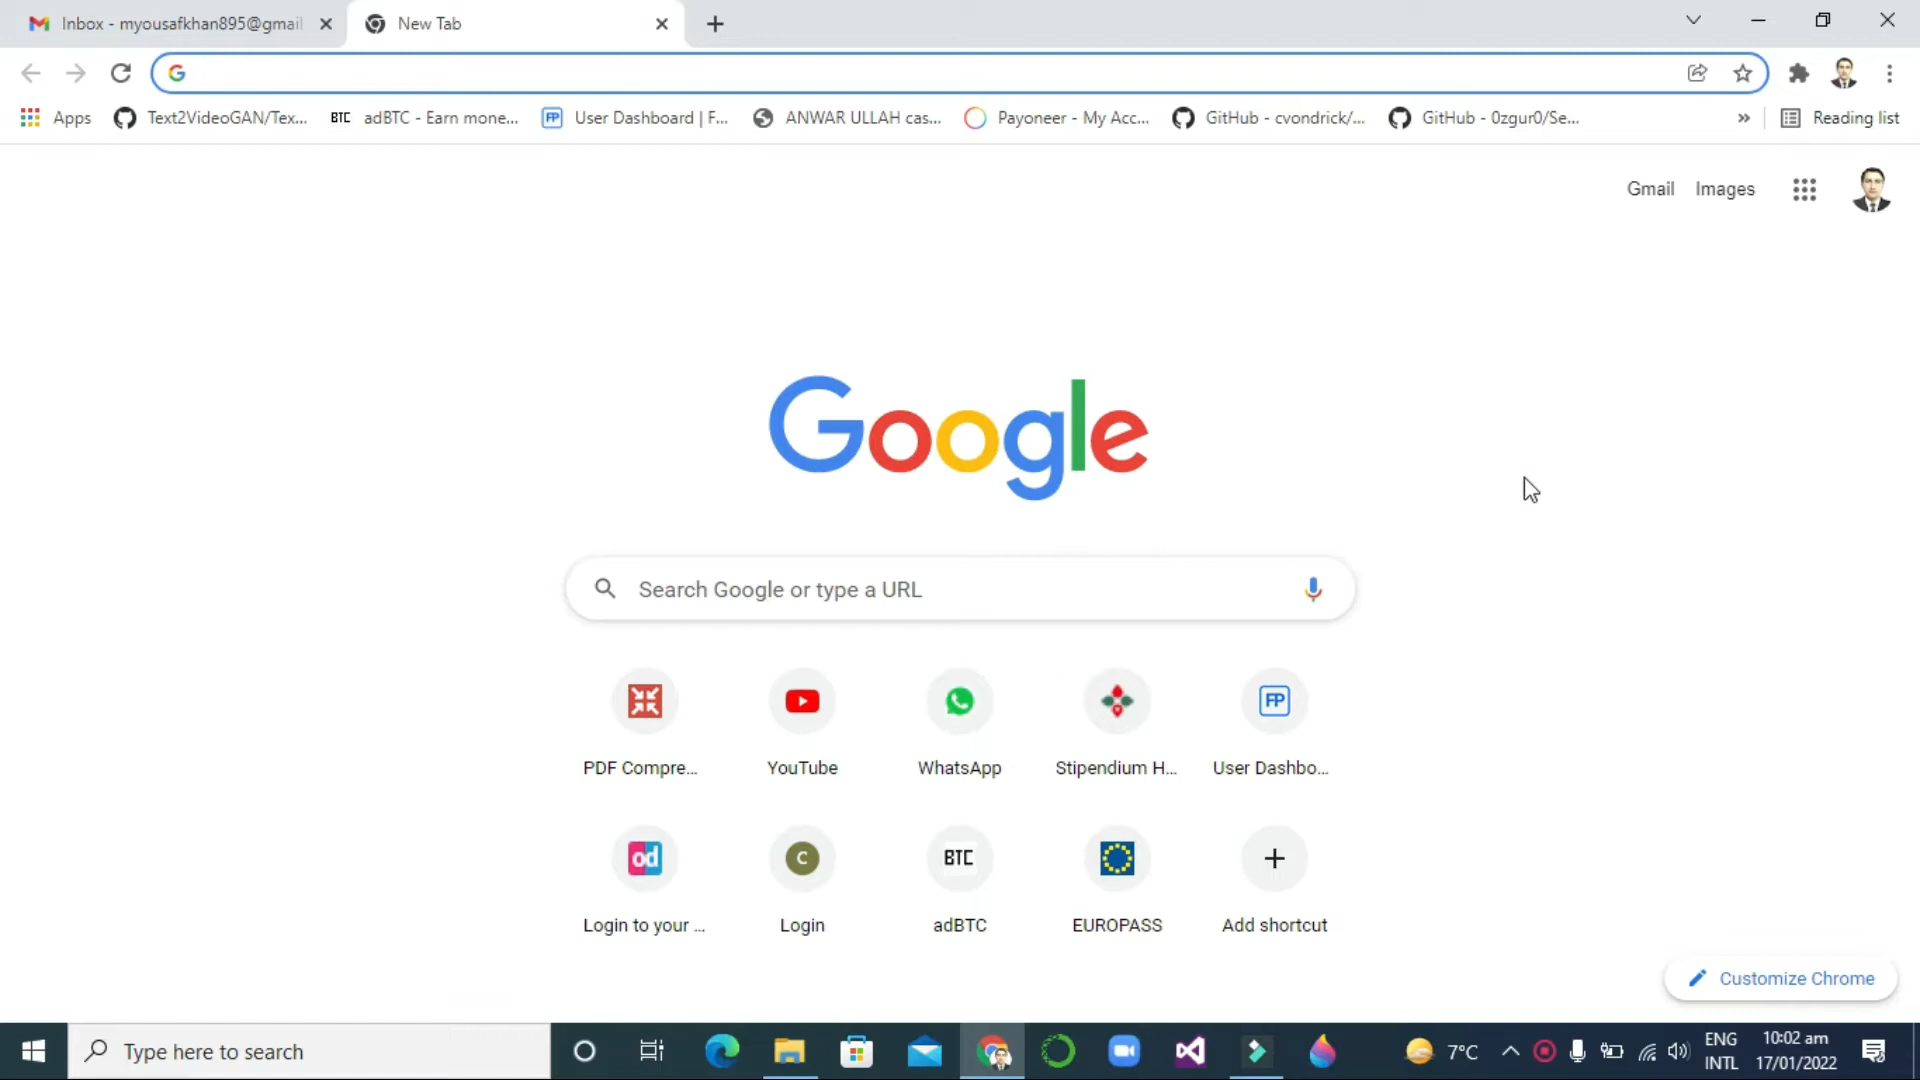 Inbox - myousafkhan895@gmail
New Tab
Apps
Text2VideoGAN/Tex...
BTC adBTC - Earn mone...
FP User Dashboard | F...
ANWAR ULLAH cas...
Payoneer - My Acc...
GitHub - cvondrick/...
GitHub - 0zgur0/Se...
»
Reading list
Gmail
Images
Google
Search Google or type a URL
PDF Compre...
YouTube
WhatsApp
Stipendium H...
FP
User Dashbo...
od
Login to your ...
C
Login
BTC
adBTC
EUROPASS
Add shortcut
Customize Chrome
Type here to search
7°C
ENG
INTL
10:02 am
17/01/2022